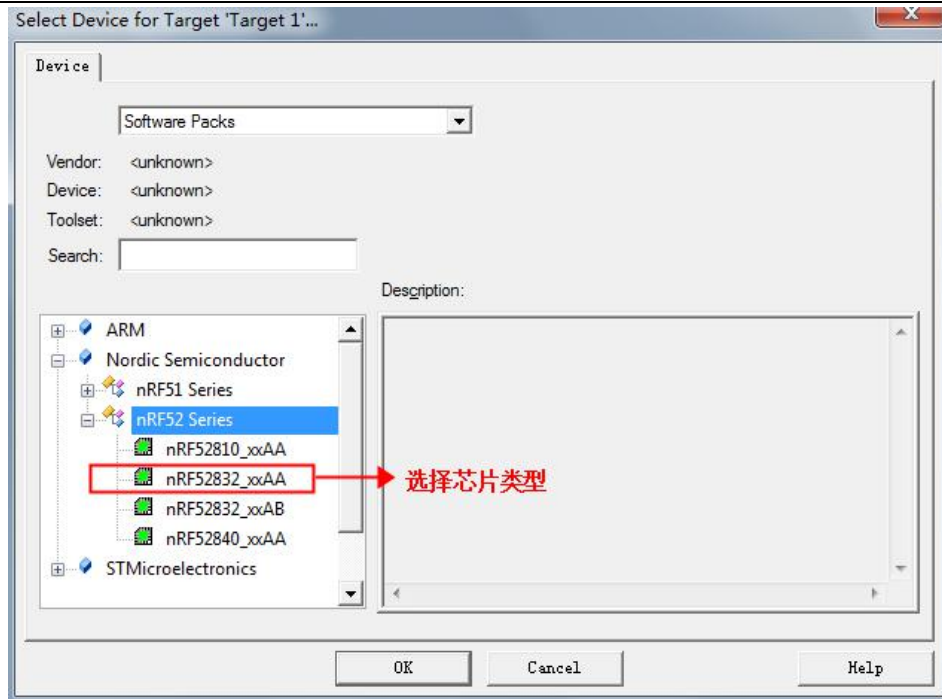 Select Device for Target 'Target 1'...
Device
Software Packs
Vendor: <unknown>
Device: <unknown>
Toolset: <unknown>
Search:
Description:
ARM
Nordic Semiconductor
nRF51 Series
nRF52 Series
nRF52810_xxAA
nRF52832_xxAA
选择芯片类型
nRF52832_xxAB
nRF52840_xxAA
STMicroelectronics
OK Cancel Help